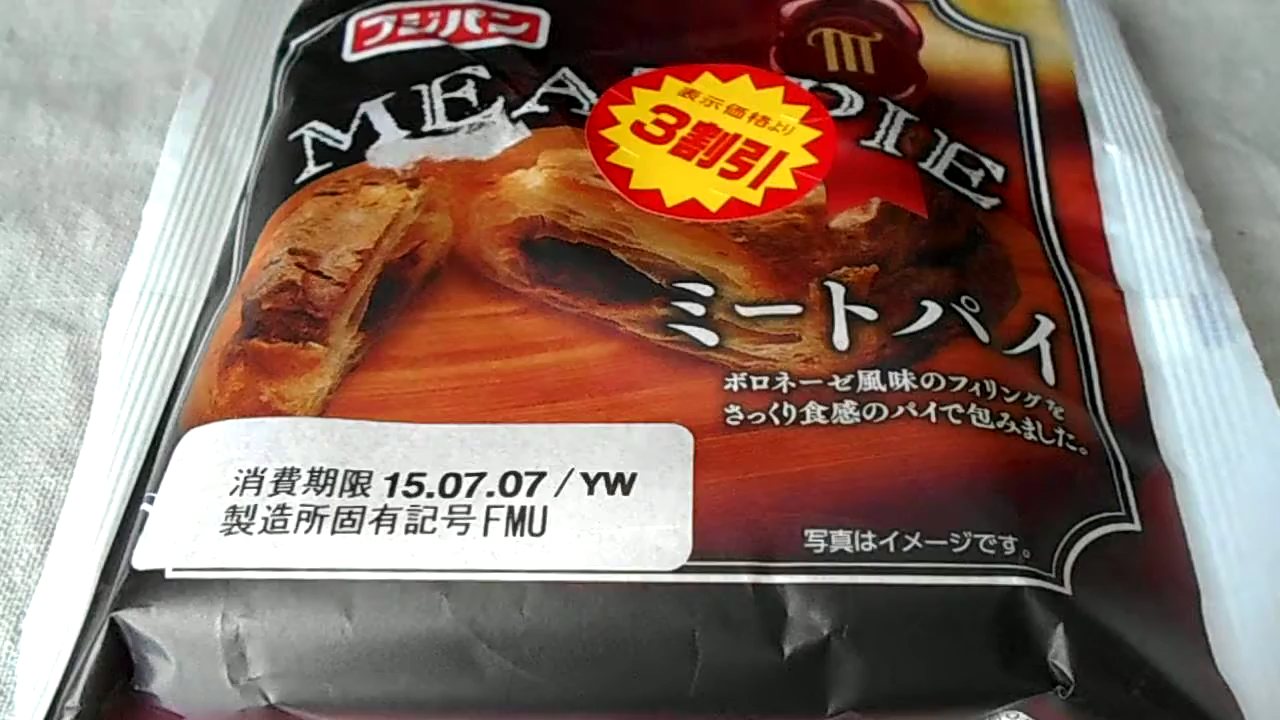 フジパン
MEAT PIE
表示価格より
3割引
ミートパイ
ボロネーゼ風味のフィリングを
さっくり食感のパイで包みました。
消費期限 15.07.07 / YW
製造所固有記号 FMU
写真はイメージです。